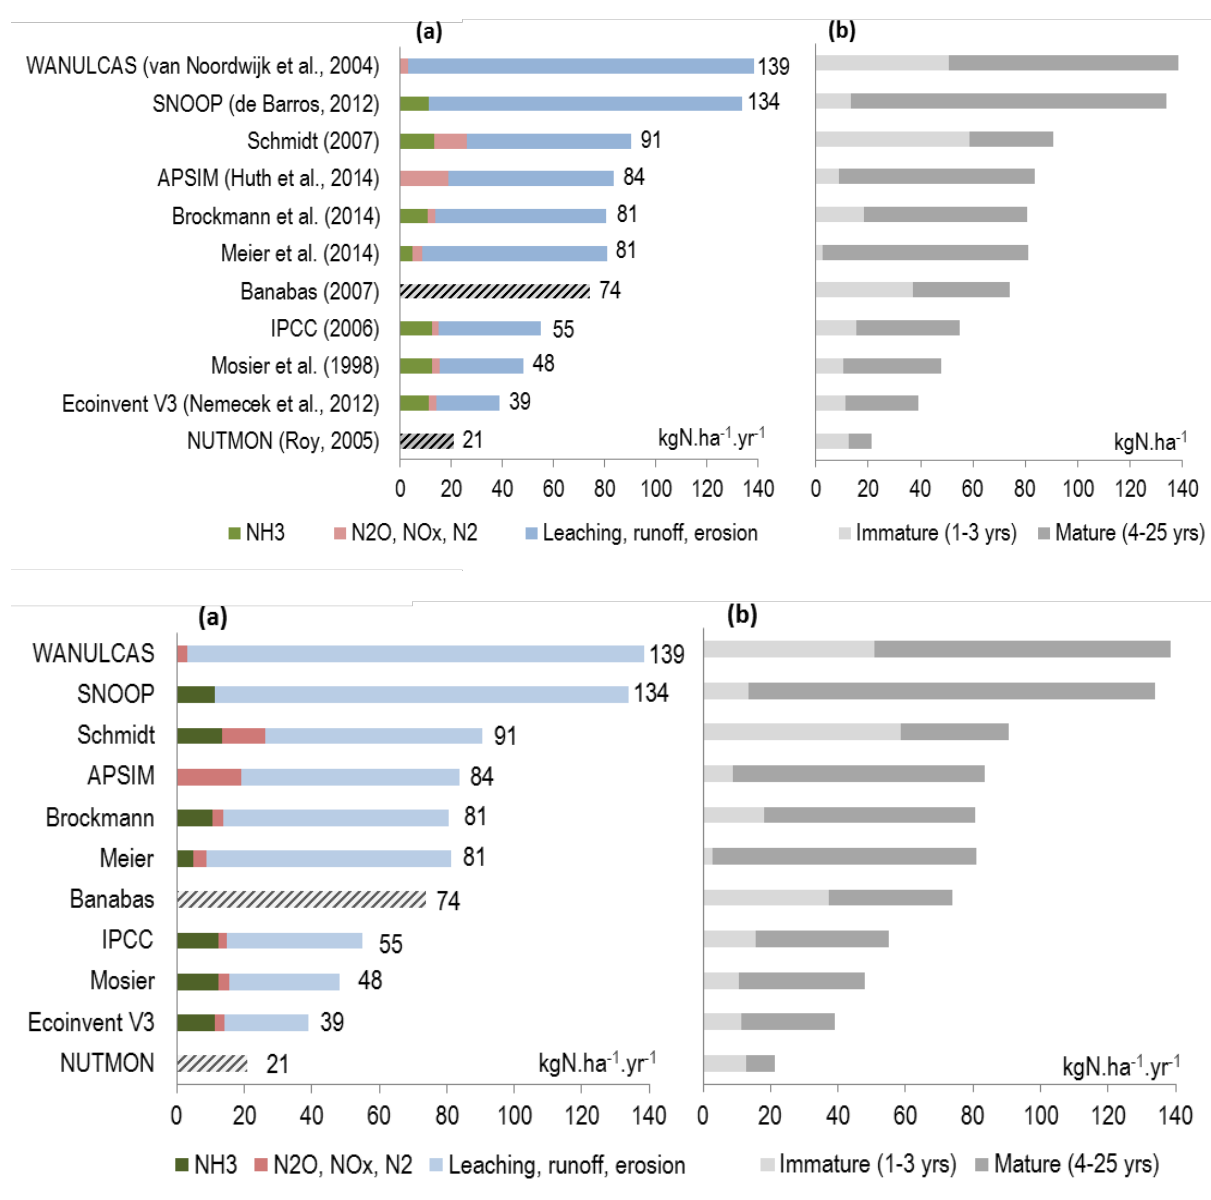 (a)
(b)
WANULCAS (van Noordwijk et al., 2004)
139
SNOOP (de Barros, 2012)
134
Schmidt (2007)
91
APSIM (Huth et al., 2014)
84
Brockmann et al. (2014)
81
Meier et al. (2014)
81
Banabas (2007)
74
IPCC (2006)
55
Mosier et al. (1998)
48
Ecoinvent V3 (Nemecek et al., 2012)
39
NUTMON (Roy, 2005)
21
kgN.ha⁻¹.yr⁻¹
kgN.ha⁻¹
0 20 40 60 80 100 120 140
0 20 40 60 80 100 120 140
NH3 N2O, NOx, N2 Leaching, runoff, erosion
Immature (1-3 yrs) Mature (4-25 yrs)
(a)
(b)
WANULCAS
139
SNOOP
134
Schmidt
91
APSIM
84
Brockmann
81
Meier
81
Banabas
74
IPCC
55
Mosier
48
Ecoinvent V3
39
NUTMON
21
kgN.ha⁻¹.yr⁻¹
kgN.ha⁻¹.yr⁻¹
0 20 40 60 80 100 120 140
0 20 40 60 80 100 120 140
NH3 N2O, NOx, N2 Leaching, runoff, erosion
Immature (1-3 yrs) Mature (4-25 yrs)